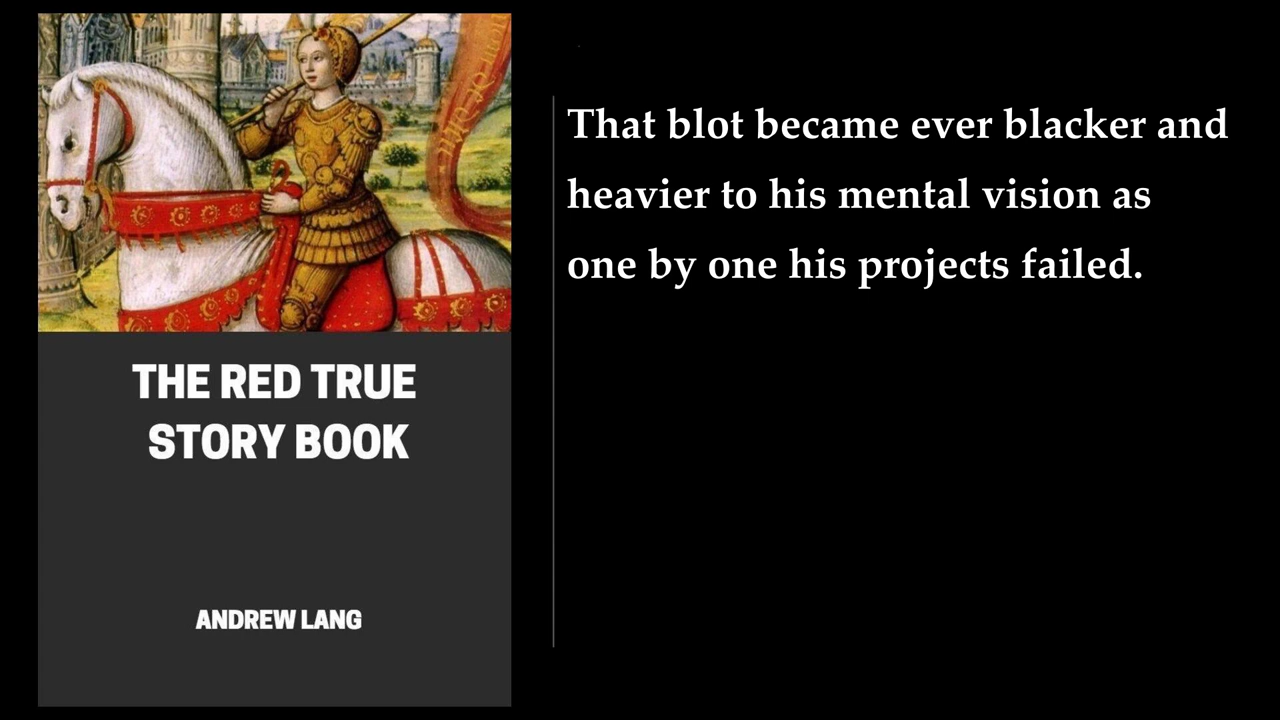 THE RED TRUE
STORY BOOK
ANDREW LANG
That blot became ever blacker and
heavier to his mental vision as
one by one his projects failed.